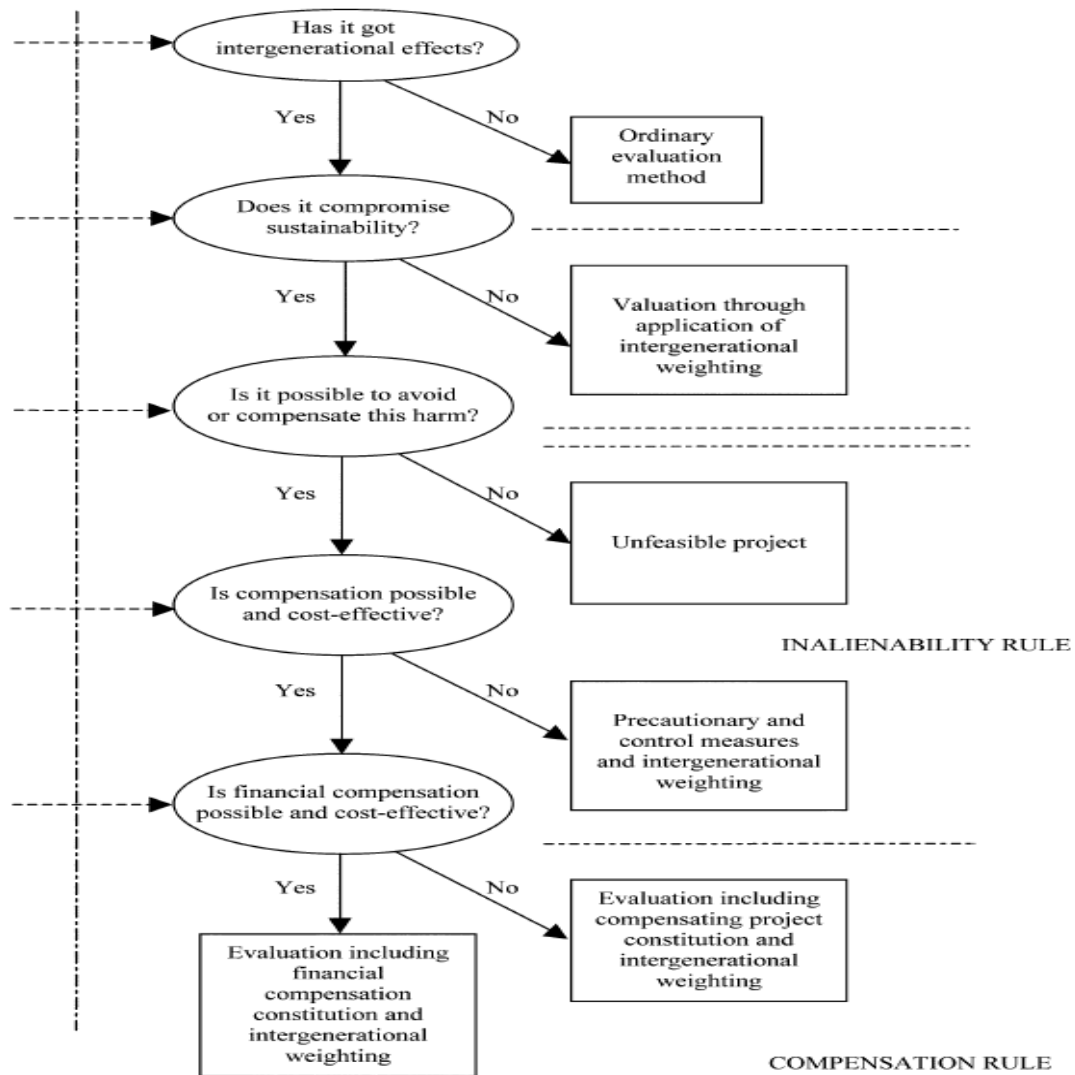 Has it got
intergenerational effects?
Yes
No
Ordinary
evaluation
method
Does it compromise
sustainability?
Yes
No
Valuation through
application of
intergenerational
weighting
Is it possible to avoid
or compensate this harm?
Yes
No
Unfeasible project
Is compensation possible
and cost-effective?
INALIENABILITY RULE
Yes
No
Precautionary and
control measures
and intergenerational
weighting
Is financial compensation
possible and cost-effective?
Yes
No
Evaluation including
compensating project
constitution and
intergenerational
weighting
Evaluation including
financial
compensation
constitution and
intergenerational
weighting
COMPENSATION RULE